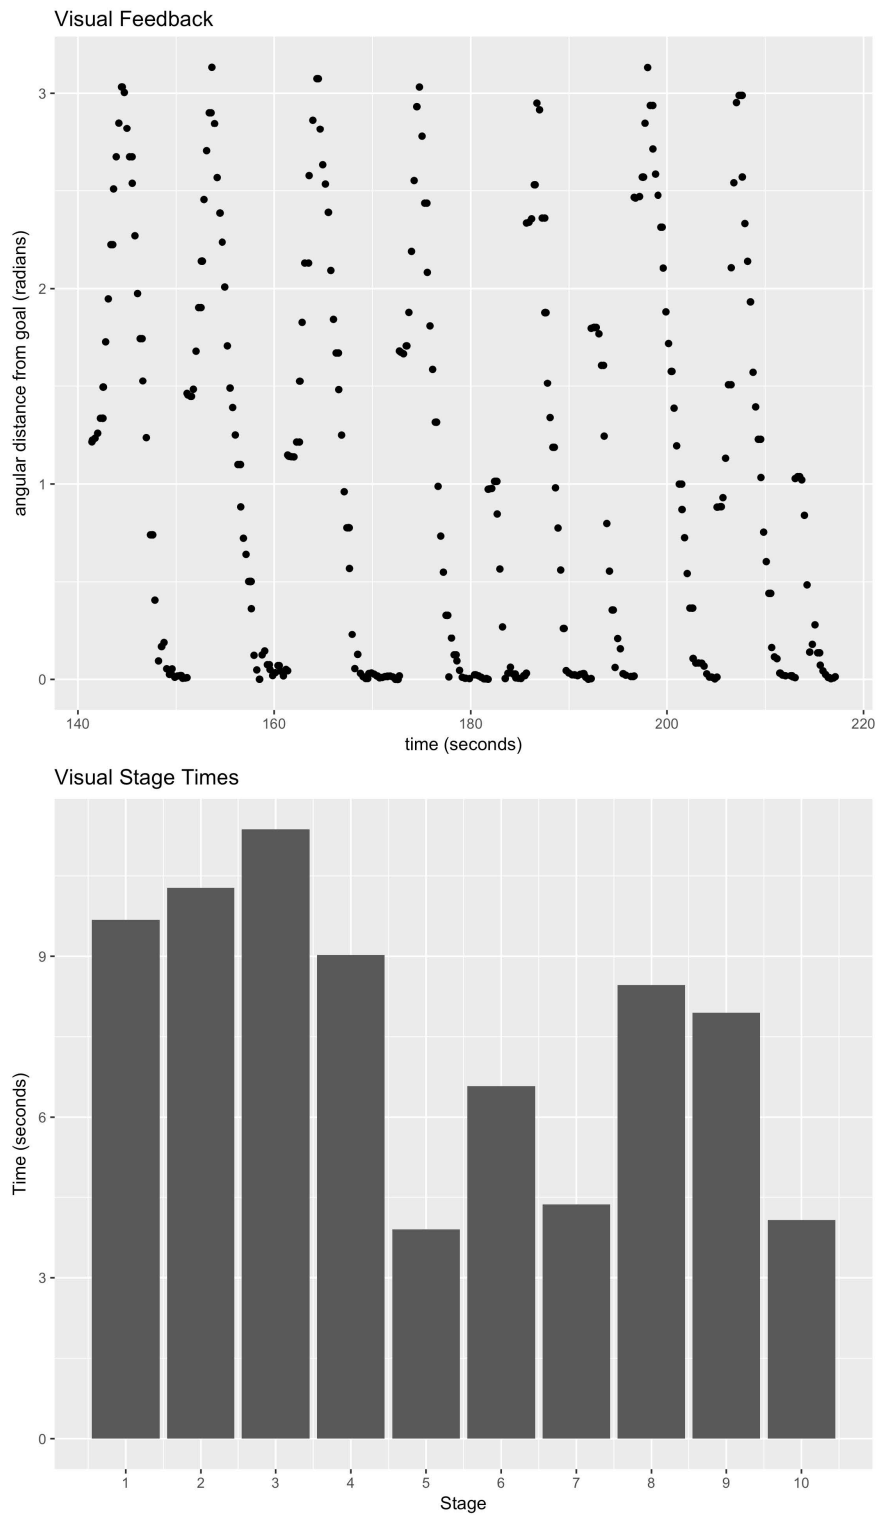 Visual Feedback
3
2
1
0
angular distance from goal (radians)
140 160 180 200 220
time (seconds)
Visual Stage Times
9
6
3
0
Time (seconds)
1 2 3 4 5 6 7 8 9 10
Stage